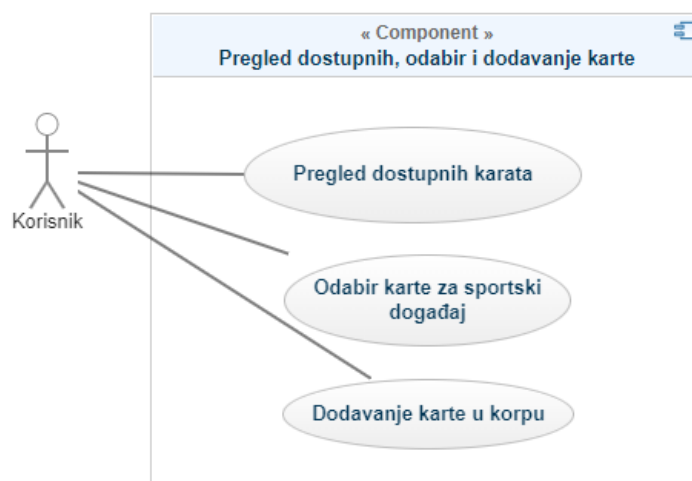 « Component »
Pregled dostupnih, odabir i dodavanje karte
Pregled dostupnih karata
Korisnik
Odabir karte za sportski
događaj
Dodavanje karte u korpu